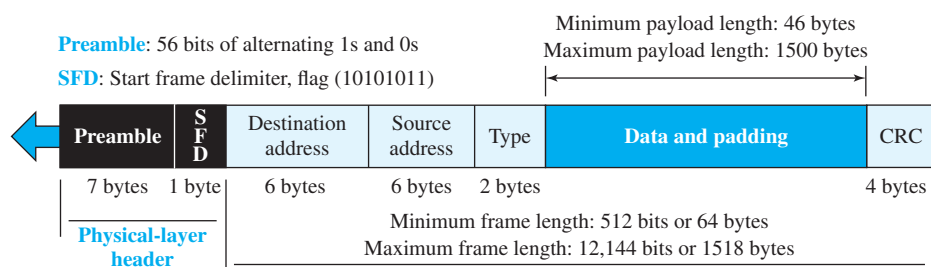 Minimum payload length: 46 bytes
Preamble: 56 bits of alternating 1s and 0s
Maximum payload length: 1500 bytes
SFD: Start frame delimiter, flag (10101011)
Preamble
S
F
D
Destination
address
Source
address
Type
Data and padding
CRC
7 bytes
1 byte
6 bytes
6 bytes
2 bytes
4 bytes
Physical-layer
header
Minimum frame length: 512 bits or 64 bytes
Maximum frame length: 12,144 bits or 1518 bytes